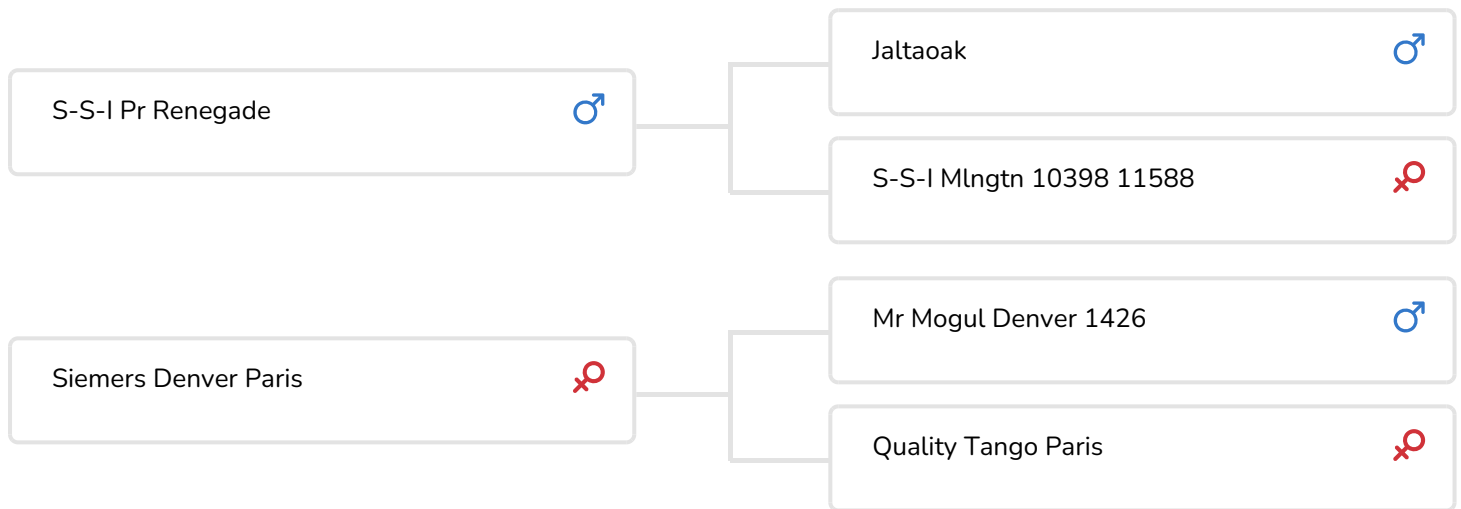 S-S-I Pr Renegade
Jaltaoak
S-S-I Mlngtn 10398 11588
Siemers Denver Paris
Mr Mogul Denver 1426
Quality Tango Paris